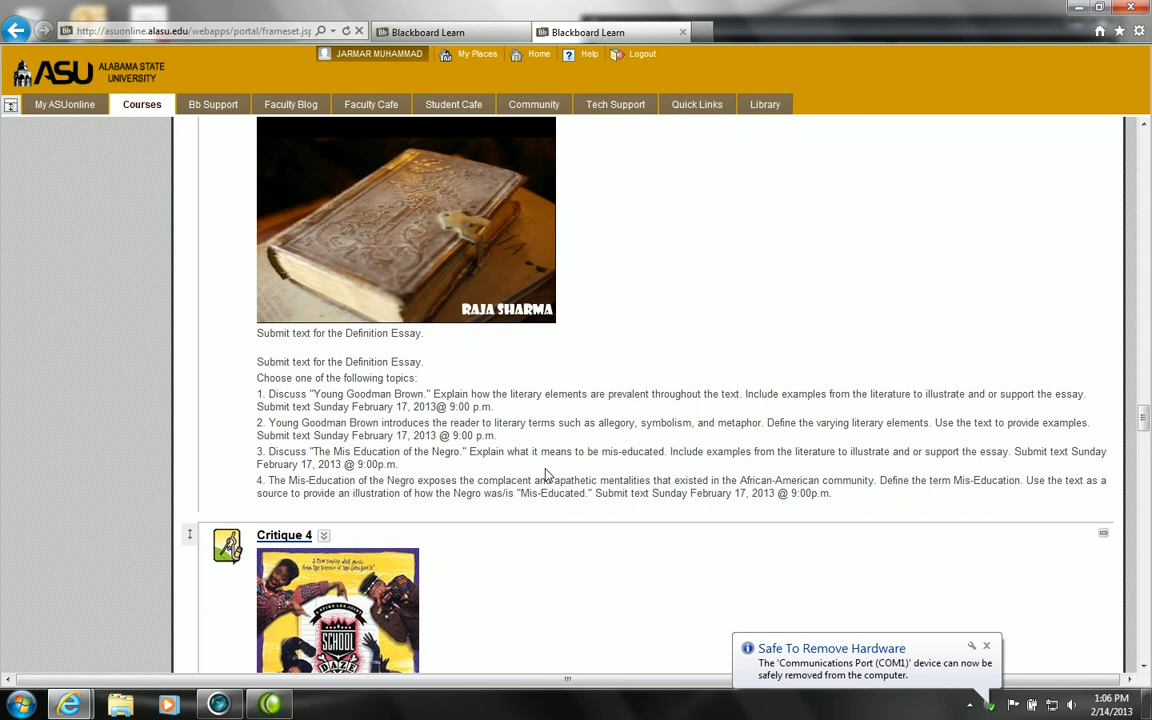 http://asuonline.alasu.edu/webapps/portal/frameset.jsp
Blackboard Learn
Blackboard Learn
JARMAR MUHAMMAD
My Places
Home
Help
Logout
ASU ALABAMA STATE UNIVERSITY
My ASUonline
Courses
Bb Support
Faculty Blog
Faculty Cafe
Student Cafe
Community
Tech Support
Quick Links
Library
RAJA SHARMA
Submit text for the Definition Essay.
Submit text for the Definition Essay.
Choose one of the following topics:
1. Discuss "Young Goodman Brown." Explain how the literary elements are prevalent throughout the text. Include examples from the literature to illustrate and or support the essay.
Submit text Sunday February 17, 2013@ 9:00 p.m.
2. Young Goodman Brown introduces the reader to literary terms such as allegory, symbolism, and metaphor. Define the varying literary elements. Use the text to provide examples.
Submit text Sunday February 17, 2013 @ 9:00 p.m.
3. Discuss "The Mis Education of the Negro." Explain what it means to be mis-educated. Include examples from the literature to illustrate and or support the essay. Submit text Sunday
February 17, 2013 @ 9:00p.m.
4. The Mis-Education of the Negro exposes the complacent and apathetic mentalities that existed in the African-American community. Define the term Mis-Education. Use the text as a
source to provide an illustration of how the Negro was/is "Mis-Educated." Submit text Sunday February 17, 2013 @ 9:00p.m.
Critique 4
SCHOOL
DAZE
Safe To Remove Hardware
The 'Communications Port (COM1)' device can now be
safely removed from the computer.
1:06 PM
2/14/2013